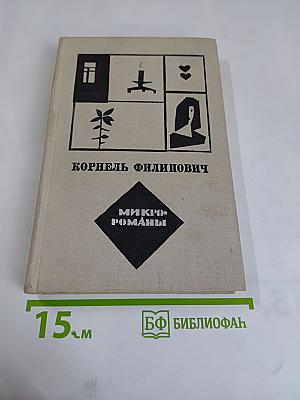 КОРНЕЛЬ ФИЛИПОВИЧ
МИКРО-
РОМАНЫ
15 см
БФ БИБЛИОФАН